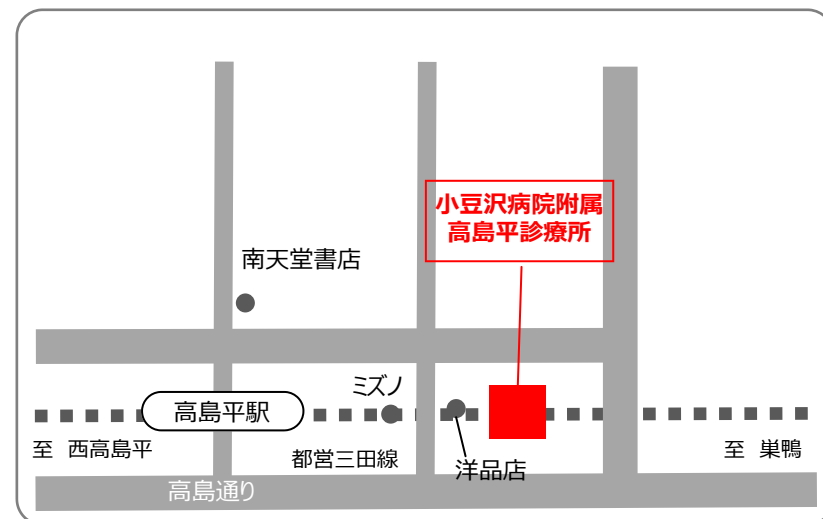 小豆沢病院附属
高島平診療所
南天堂書店
ミズノ
高島平駅
至 西高島平
都営三田線
洋品店
至 巣鴨
高島通り